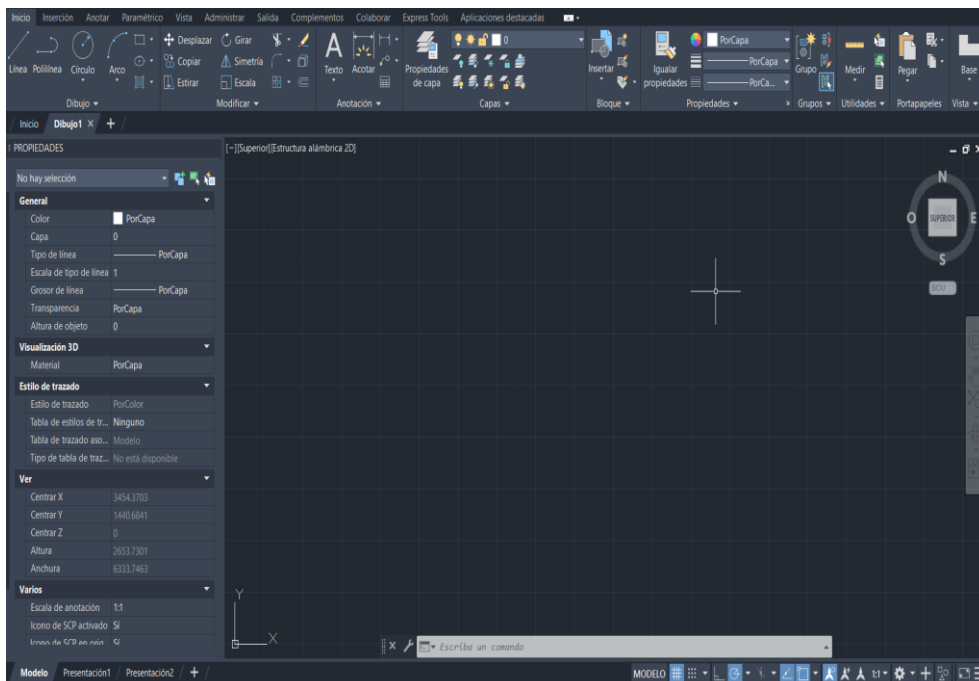 Inicio Inserción Anotar Paramétrico Vista Administrar Salida Complementos Colaborar Express Tools Aplicaciones destacadas
Línea Polilínea Círculo Arco
Desplazar Girar
Copiar Simetría
Estirar Escala
Texto Acotar
Propiedades de capa
0
Insertar
Igualar propiedades
PorCapa
PorCapa
PorCa...
Grupo
Medir
Pegar
Base
Dibujo Modificar Anotación Capas Bloque Propiedades Grupos Utilidades Portapapeles Vista
Inicio Dibujo1
PROPIEDADES
[−][Superior][Estructura alámbrica 2D]
No hay selección
General
Color PorCapa
Capa 0
Tipo de línea PorCapa
Escala de tipo de línea 1
Grosor de línea PorCapa
Transparencia PorCapa
Altura de objeto 0
Visualización 3D
Material PorCapa
Estilo de trazado
Estilo de trazado PorColor
Tabla de estilos de tr... Ninguno
Tabla de trazado aso... Modelo
Tipo de tabla de traz... No está disponible
Ver
Centrar X 3454.3703
Centrar Y 1440.6841
Centrar Z 0
Altura 2653.7301
Anchura 6333.7463
Varios
Escala de anotación 1:1
Icono de SCP activado Sí
Icono de SCP en orig... Sí
N
O SUPERIOR E
S
SCU
Y
X
Escriba un comando
Modelo Presentación1 Presentación2
MODELO 1:1